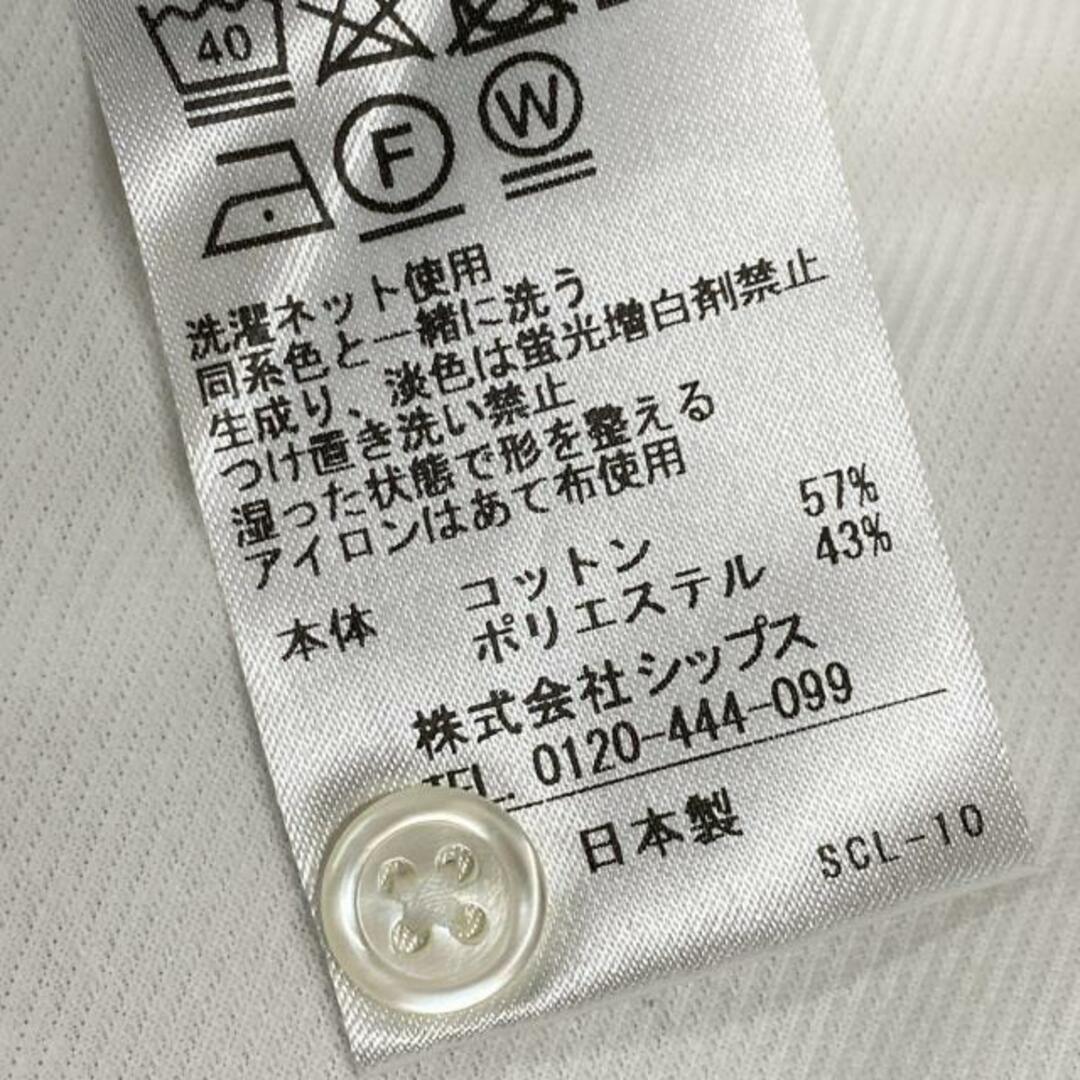 40
F W
洗濯ネット使用
同系色と一緒に洗う
生成り、淡色は蛍光増白剤禁止
つけ置き洗い禁止
湿った状態で形を整える
アイロンはあて布使用
本体 コットン 57%
ポリエステル 43%
株式会社シップス
TEL. 0120-444-099
日本製
SCL-10